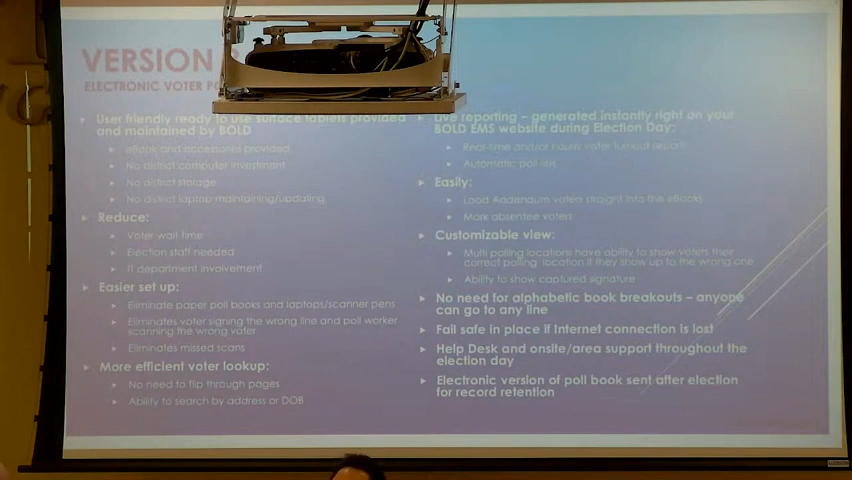 VERSION
ELECTRONIC VOTER
User friendly ready to use surface tablets provided
and maintained by BOLD
eBook and accessories provided
No district computer investment
No district storage
No district laptop maintaining/updating
Reduce:
Voter wait time
Election staff needed
IT department involvement
Easier set up:
Eliminate paper poll books and laptops/scanner pens
Eliminates voter signing the wrong line and poll worker
scanning the wrong voter
Eliminates missed scans
More efficient voter lookup:
No need to flip through pages
Ability to search by address or DOB
Live reporting – generated instantly right on your
BOLD EMS website during Election Day:
Real-time and/or hourly voter turnout report
Automatic poll lists
Easily:
Load Addendum voters straight into the eBooks
Mark absentee voters
Customizable view:
Multi polling locations have ability to show voters their
correct polling location if they show up to the wrong one
Ability to show captured signature
No need for alphabetic book breakouts – anyone
can go to any line
Fail safe in place if Internet connection is lost
Help Desk and onsite/area support throughout the
election day
Electronic version of poll book sent after election
for record retention